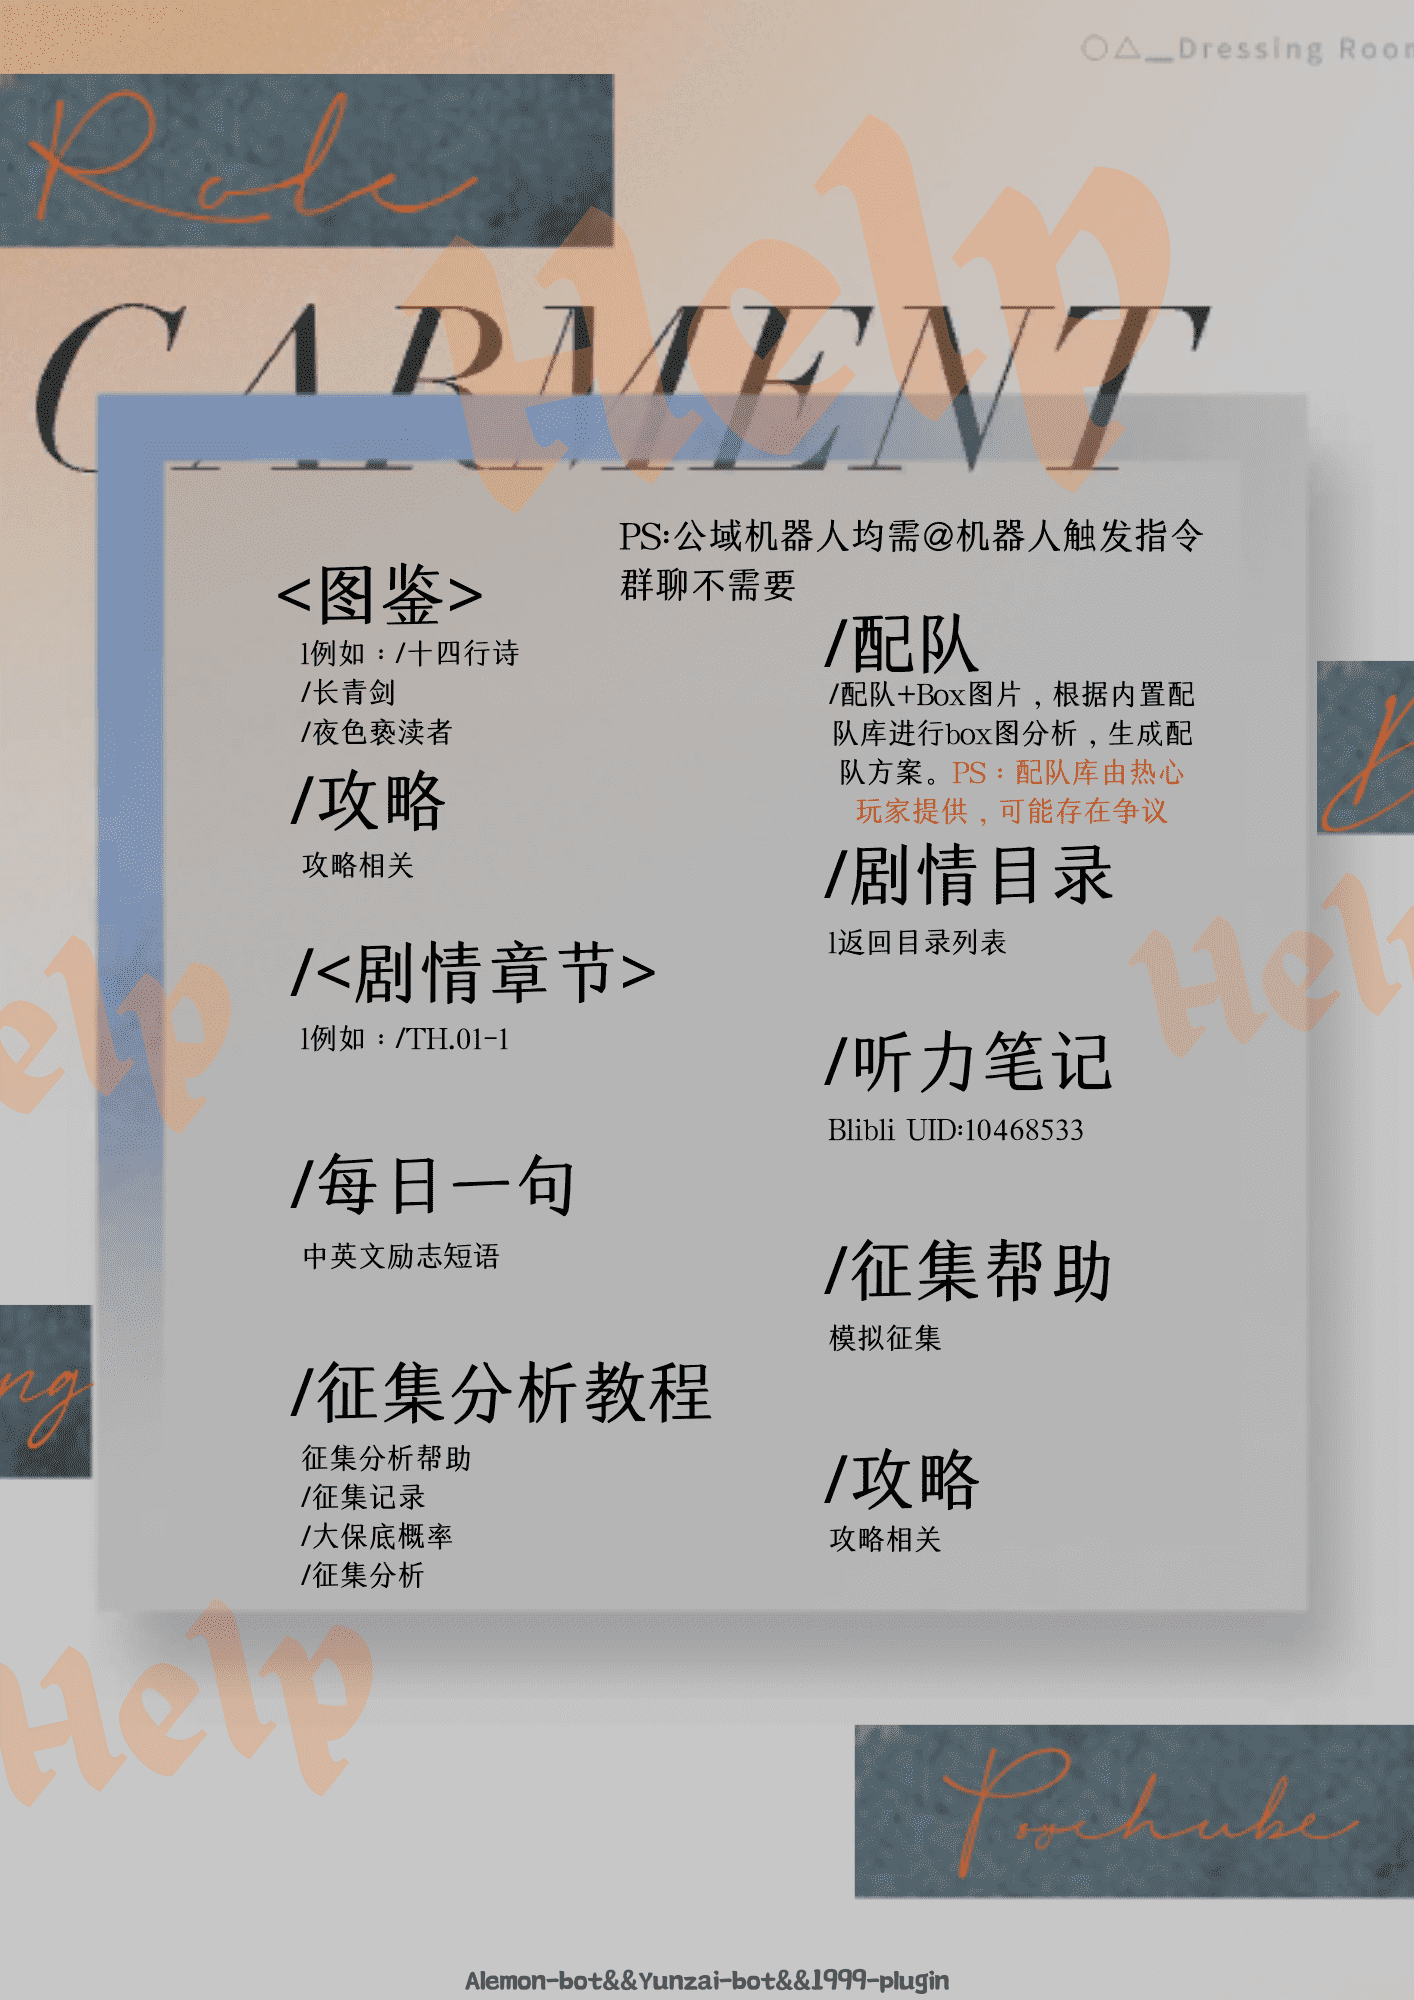 Dressing Roo
Role
GARMENT
Help
PS:公域机器人均需@机器人触发指令
群聊不需要
<图鉴>
l例如：/十四行诗
/长青剑
/夜色亵渎者
/攻略
攻略相关
/<剧情章节>
l例如：/TH.01-1
/每日一句
中英文励志短语
/征集分析教程
征集分析帮助
/征集记录
/大保底概率
/征集分析
/配队
/配队+Box图片，根据内置配
队库进行box图分析，生成配
队方案。PS：配队库由热心
玩家提供，可能存在争议
/剧情目录
l返回目录列表
/听力笔记
Blibli UID:10468533
/征集帮助
模拟征集
/攻略
攻略相关
elp
Hel
ng
Help
Psychube
Alemon-bot&&Yunzai-bot&&1999-plugin